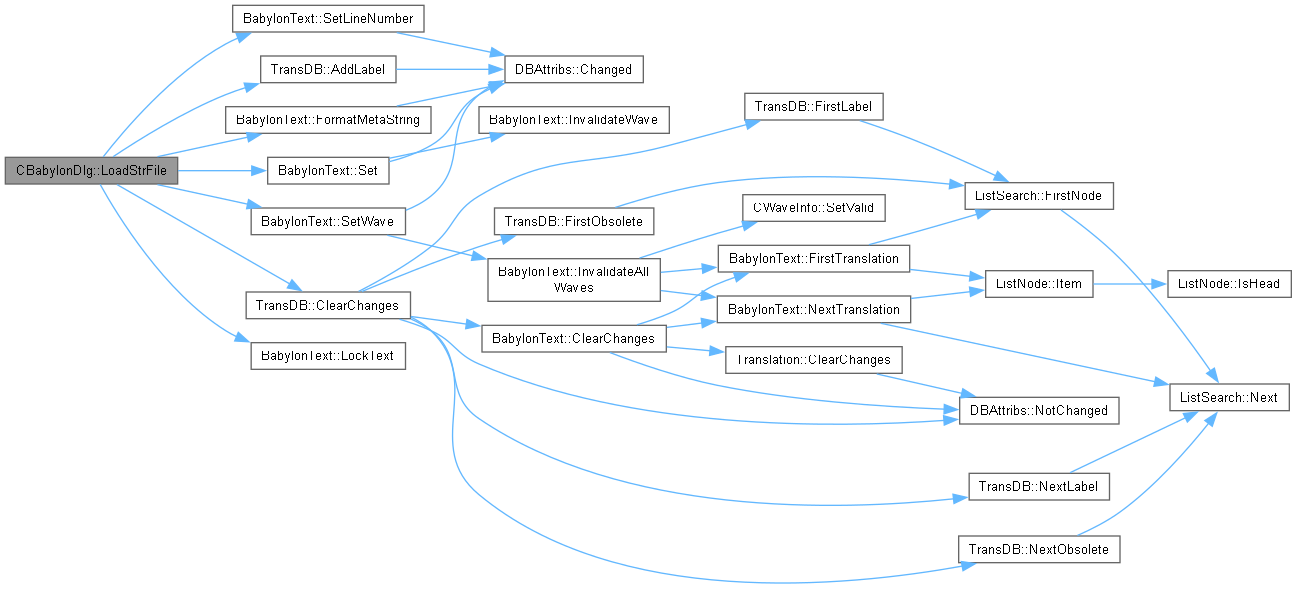 BabylonText::SetLineNumber
TransDB::AddLabel
DBAttribs::Changed
BabylonText::FormatMetaString
BabylonText::InvalidateWave
TransDB::FirstLabel
CBabylonDlg::LoadStrFile
BabylonText::Set
BabylonText::SetWave
TransDB::FirstObsolete
CWaveInfo::SetValid
ListSearch::FirstNode
BabylonText::InvalidateAll
Waves
BabylonText::FirstTranslation
ListNode::Item
ListNode::IsHead
TransDB::ClearChanges
BabylonText::NextTranslation
BabylonText::ClearChanges
BabylonText::LockText
Translation::ClearChanges
DBAttribs::NotChanged
ListSearch::Next
TransDB::NextLabel
TransDB::NextObsolete